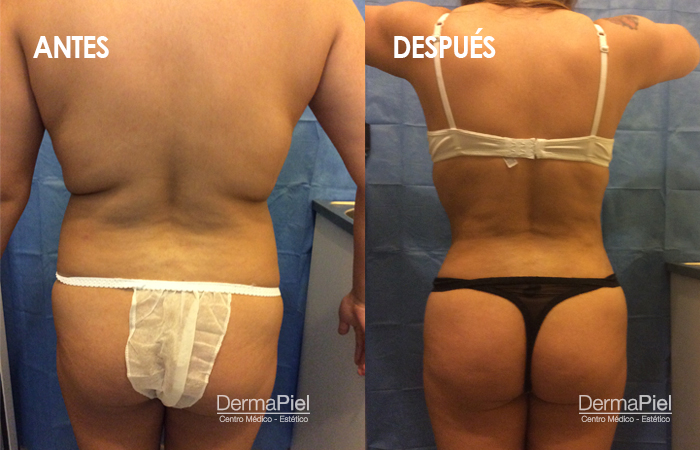 ANTES
DESPUÉS
DermaPiel
Centro Médico - Estético
DermaPiel
Centro Médico - Estético